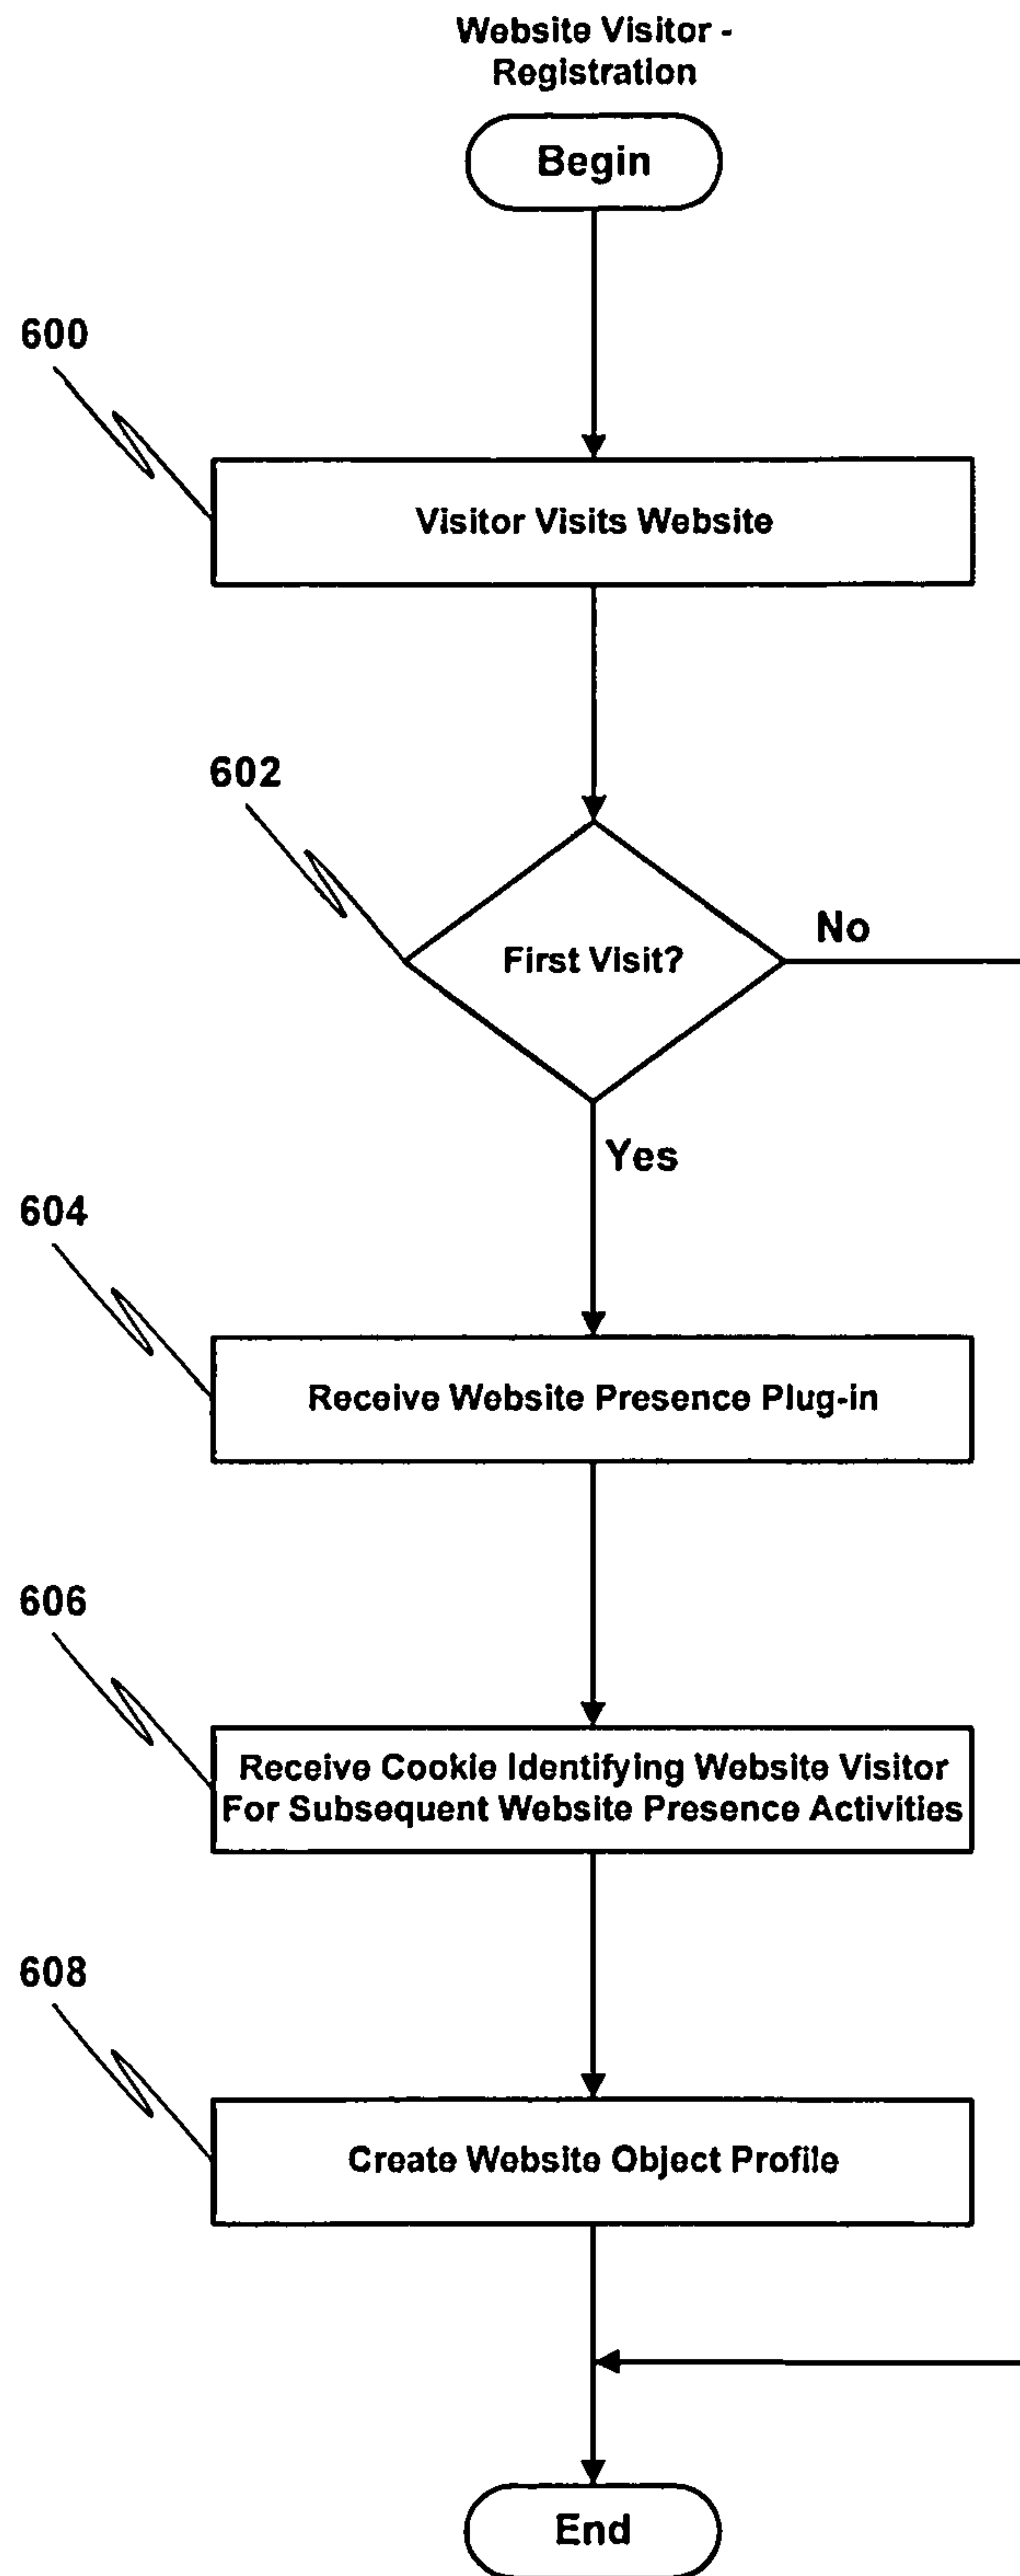 Website Visitor -
Registration
Begin
600
Visitor Visits Website
602
First Visit?
No
Yes
604
Receive Website Presence Plug-in
606
Receive Cookie Identifying Website Visitor
For Subsequent Website Presence Activities
608
Create Website Object Profile
End